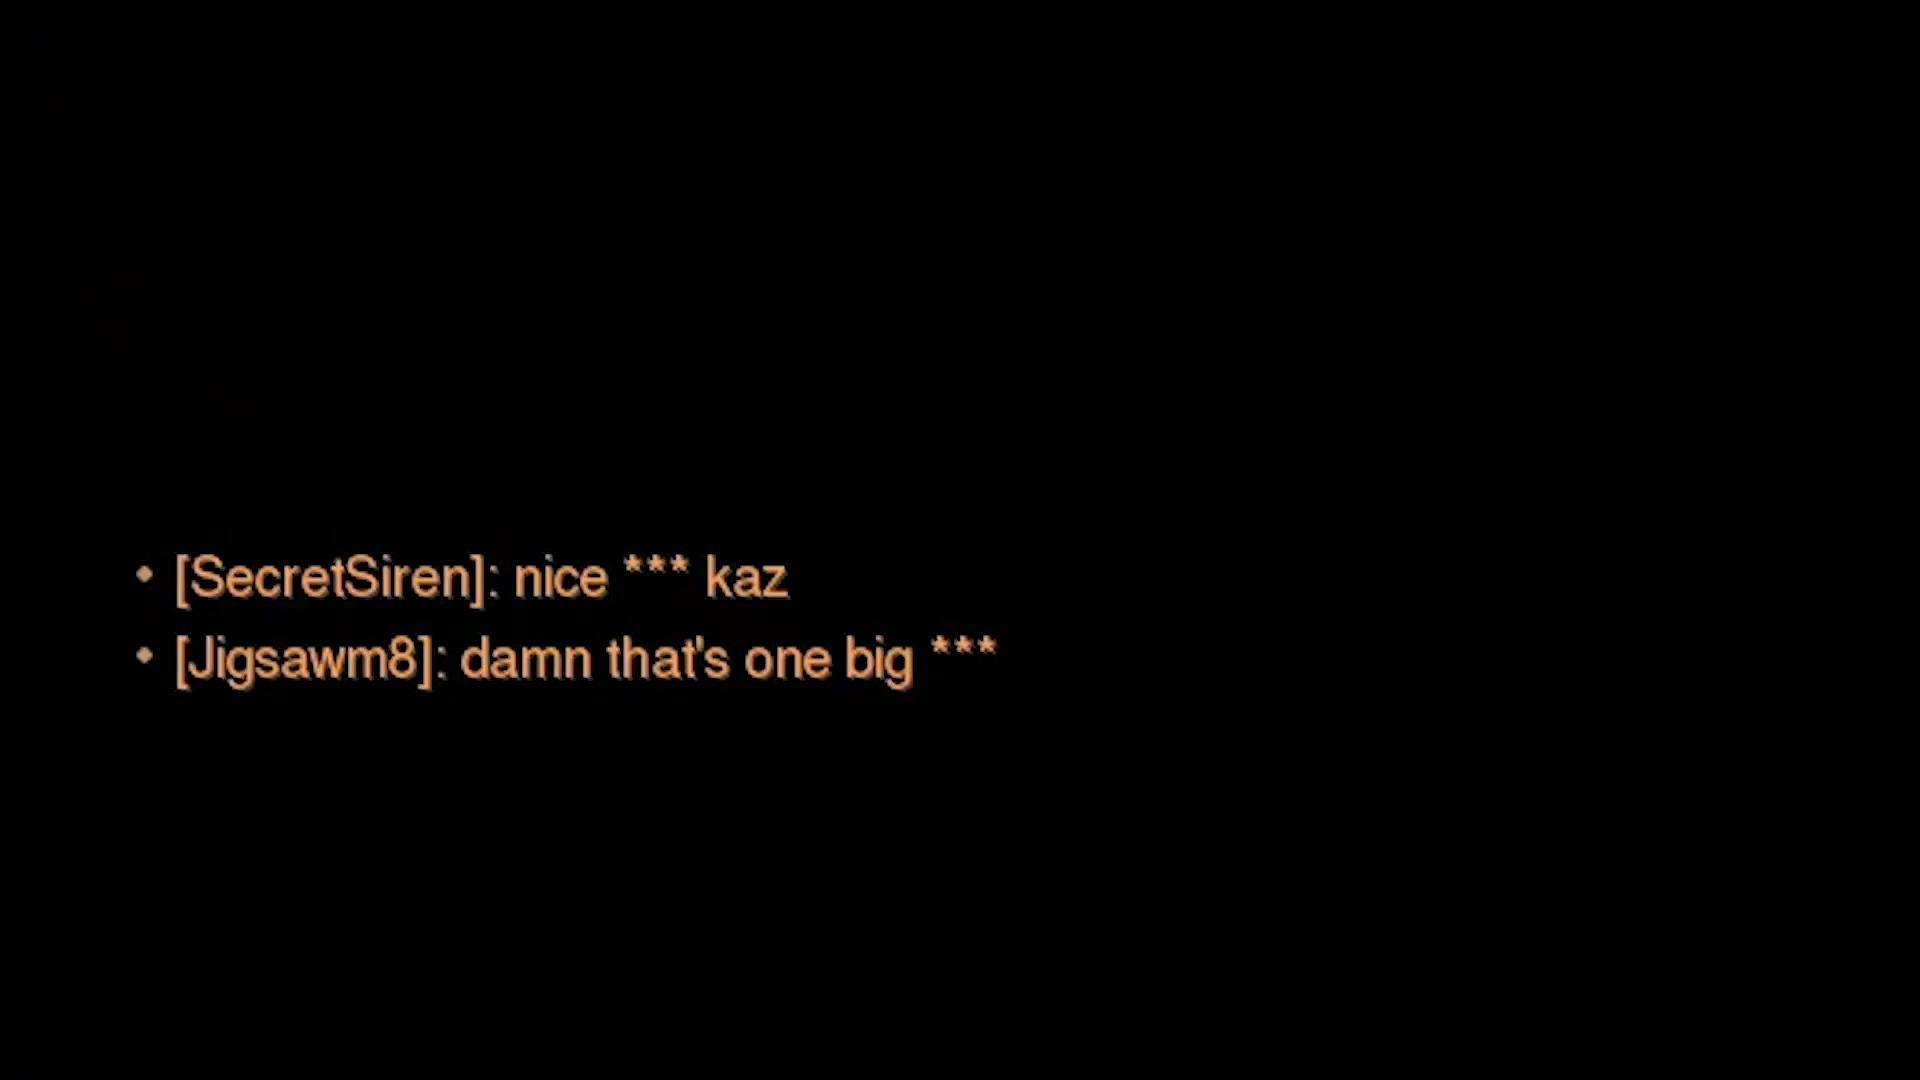 • [SecretSiren]: nice *** kaz
• [Jigsawm8]: damn that's one big ***